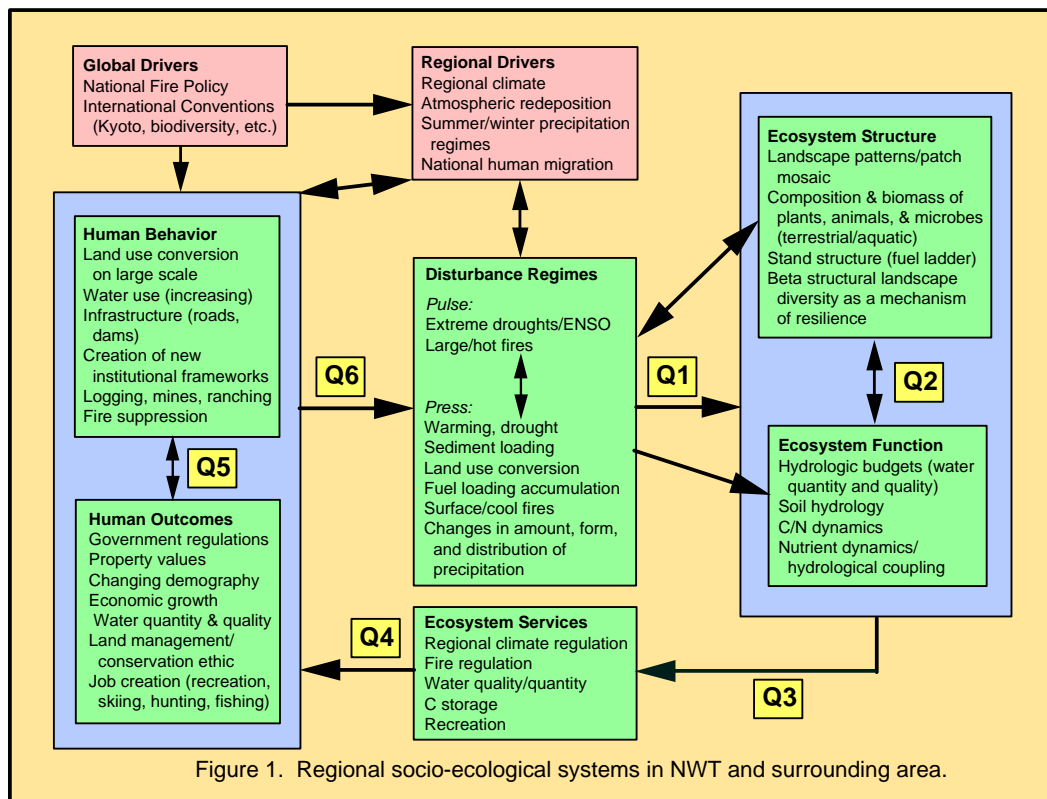 Global Drivers
National Fire Policy
International Conventions
(Kyoto, biodiversity, etc.)
Regional Drivers
Regional climate
Atmospheric redeposition
Summer/winter precipitation
regimes
National human migration
Human Behavior
Land use conversion
on large scale
Water use (increasing)
Infrastructure (roads,
dams)
Creation of new
institutional frameworks
Logging, mines, ranching
Fire suppression
Q5
Human Outcomes
Government regulations
Property values
Changing demography
Economic growth
Water quantity & quality
Land management/
conservation ethic
Job creation (recreation,
skiing, hunting, fishing)
Q6
Disturbance Regimes
Pulse:
Extreme droughts/ENSO
Large/hot fires
Press:
Warming, drought
Sediment loading
Land use conversion
Fuel loading accumulation
Surface/cool fires
Changes in amount, form,
and distribution of
precipitation
Q1
Ecosystem Structure
Landscape patterns/patch
mosaic
Composition & biomass of
plants, animals, & microbes
(terrestrial/aquatic)
Stand structure (fuel ladder)
Beta structural landscape
diversity as a mechanism
of resilience
Q2
Ecosystem Function
Hydrologic budgets (water
quantity and quality)
Soil hydrology
C/N dynamics
Nutrient dynamics/
hydrological coupling
Q3
Ecosystem Services
Regional climate regulation
Fire regulation
Water quality/quantity
C storage
Recreation
Q4
Figure 1. Regional socio-ecological systems in NWT and surrounding area.